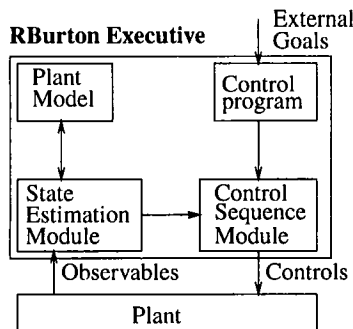 External
Goals
RBurton Executive
Plant
Model
Control
program
State
Estimation
Module
Control
Sequence
Module
Observables
Controls
Plant